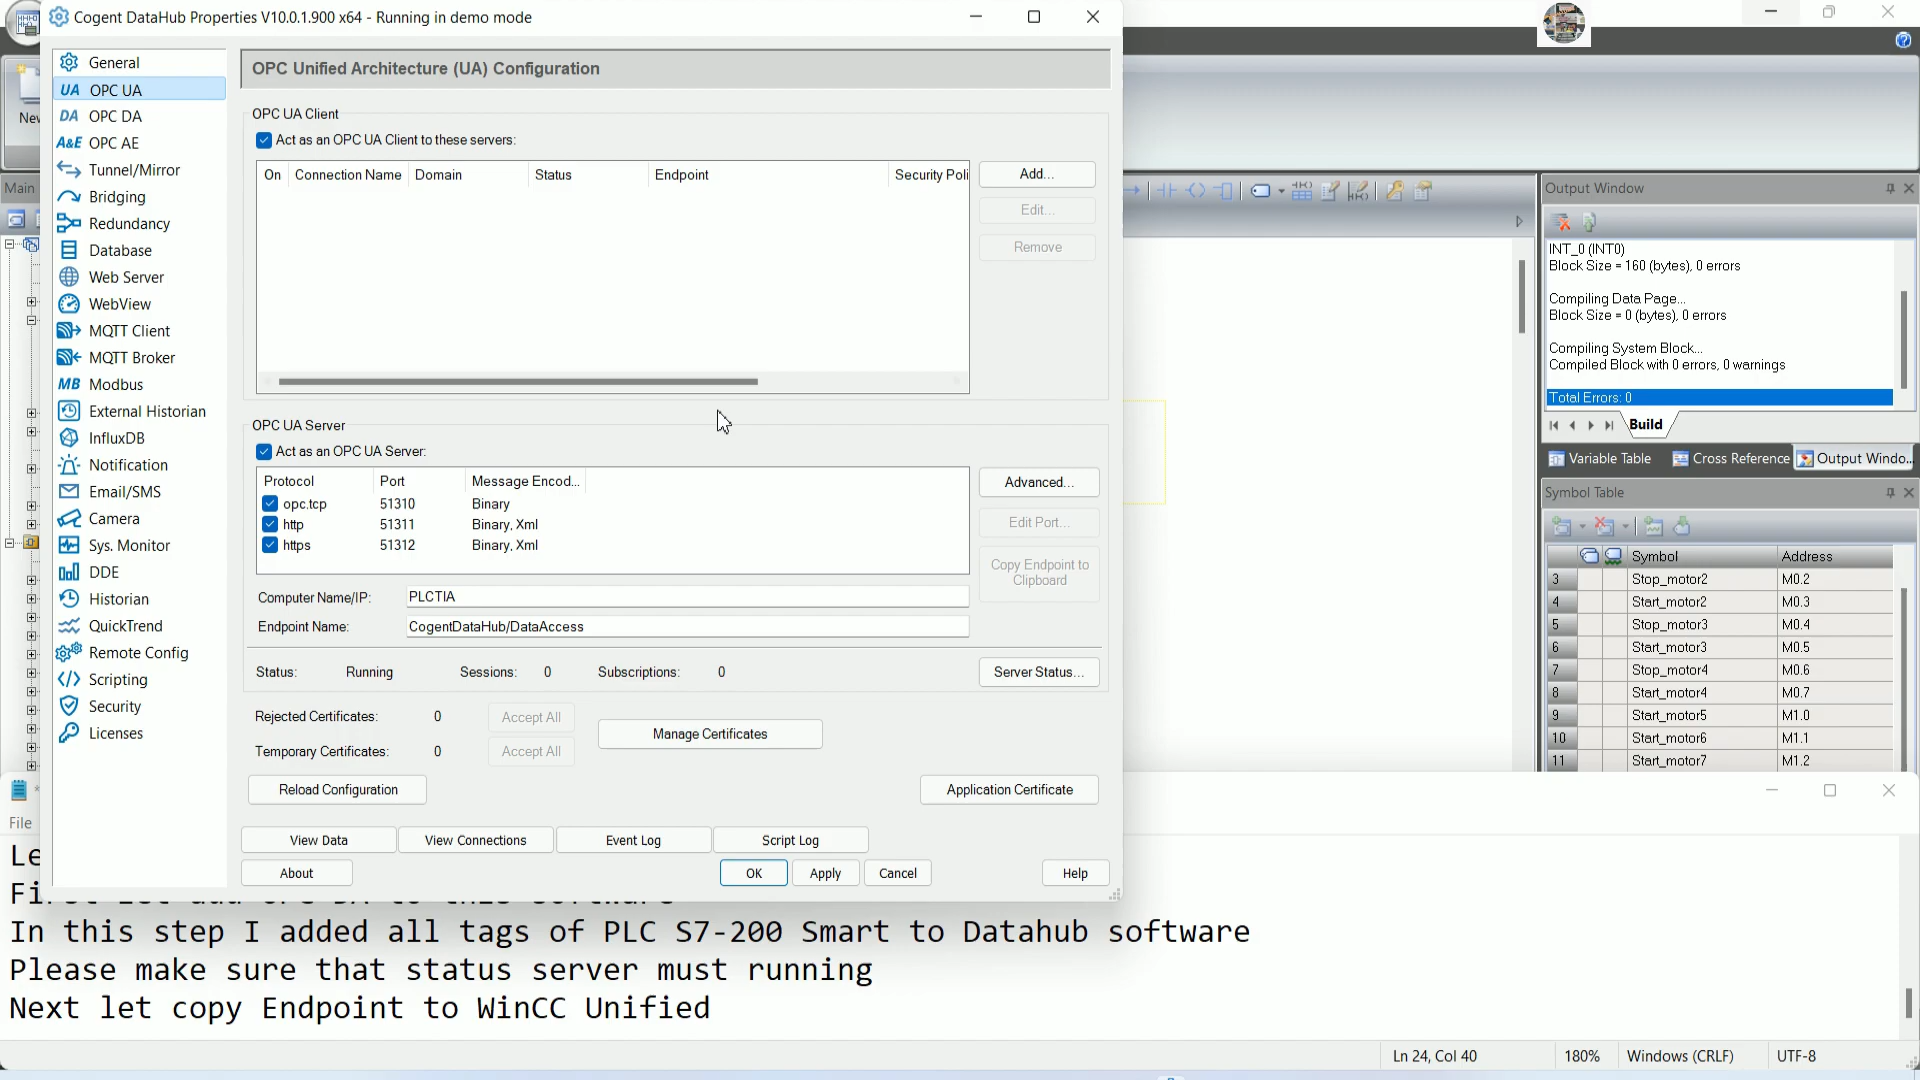 Cogent DataHub Properties V10.0.1.900 x64 - Running in demo mode
General
UA OPC UA
DA OPC DA
A&E OPC AE
Tunnel/Mirror
Bridging
Redundancy
Database
Web Server
WebView
MQTT Client
MQTT Broker
MB Modbus
External Historian
InfluxDB
Notification
Email/SMS
Camera
Sys. Monitor
DDE
Historian
QuickTrend
Remote Config
Scripting
Security
Licenses
OPC Unified Architecture (UA) Configuration
OPC UA Client
Act as an OPC UA Client to these servers:
On Connection Name Domain Status Endpoint Security Poli
Add...
Edit...
Remove
OPC UA Server
Act as an OPC UA Server:
Protocol Port Message Encod...
opc.tcp 51310 Binary
http 51311 Binary, Xml
https 51312 Binary, Xml
Advanced...
Edit Port...
Copy Endpoint to
Clipboard
Computer Name/IP: PLCTIA
Endpoint Name: CogentDataHub/DataAccess
Status: Running Sessions: 0 Subscriptions: 0 Server Status...
Rejected Certificates: 0 Accept All
Manage Certificates
Temporary Certificates: 0 Accept All
Reload Configuration Application Certificate
View Data View Connections Event Log Script Log
About OK Apply Cancel Help
New
Main
Output Window
INT_0 (INT0)
Block Size = 160 (bytes), 0 errors
Compiling Data Page...
Block Size = 0 (bytes), 0 errors
Compiling System Block...
Compiled Block with 0 errors, 0 warnings
Total Errors: 0
Build
Variable Table Cross Reference Output Windo...
Symbol Table
Symbol Address
3 Stop_motor2 M0.2
4 Start_motor2 M0.3
5 Stop_motor3 M0.4
6 Start_motor3 M0.5
7 Stop_motor4 M0.6
8 Start_motor4 M0.7
9 Start_motor5 M1.0
10 Start_motor6 M1.1
11 Start_motor7 M1.2
File
Le
In this step I added all tags of PLC S7-200 Smart to Datahub software
Please make sure that status server must running
Next let copy Endpoint to WinCC Unified
Ln 24, Col 40 180% Windows (CRLF) UTF-8